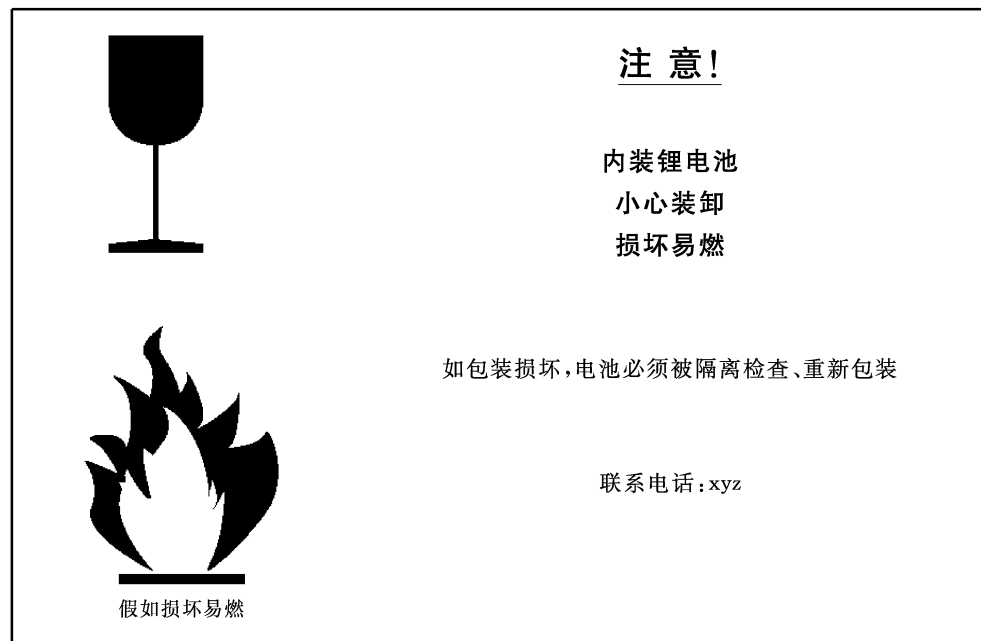 注 意!
内装锂电池
小心装卸
损坏易燃
如包装损坏,电池必须被隔离检查、重新包装
联系电话:xyz
假如损坏易燃